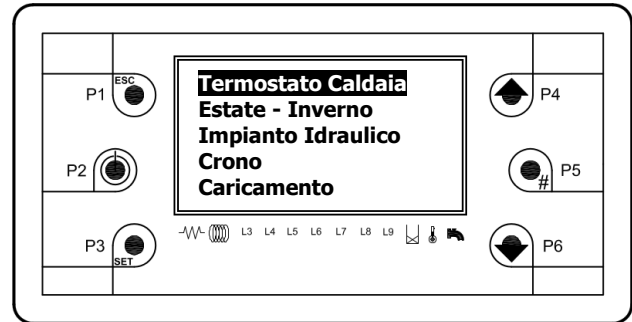 ESC
P1
P2
P3
SET
Termostato Caldaia
Estate - Inverno
Impianto Idraulico
Crono
Caricamento
L3 L4 L5 L6 L7 L8 L9
P4
P5
#
P6